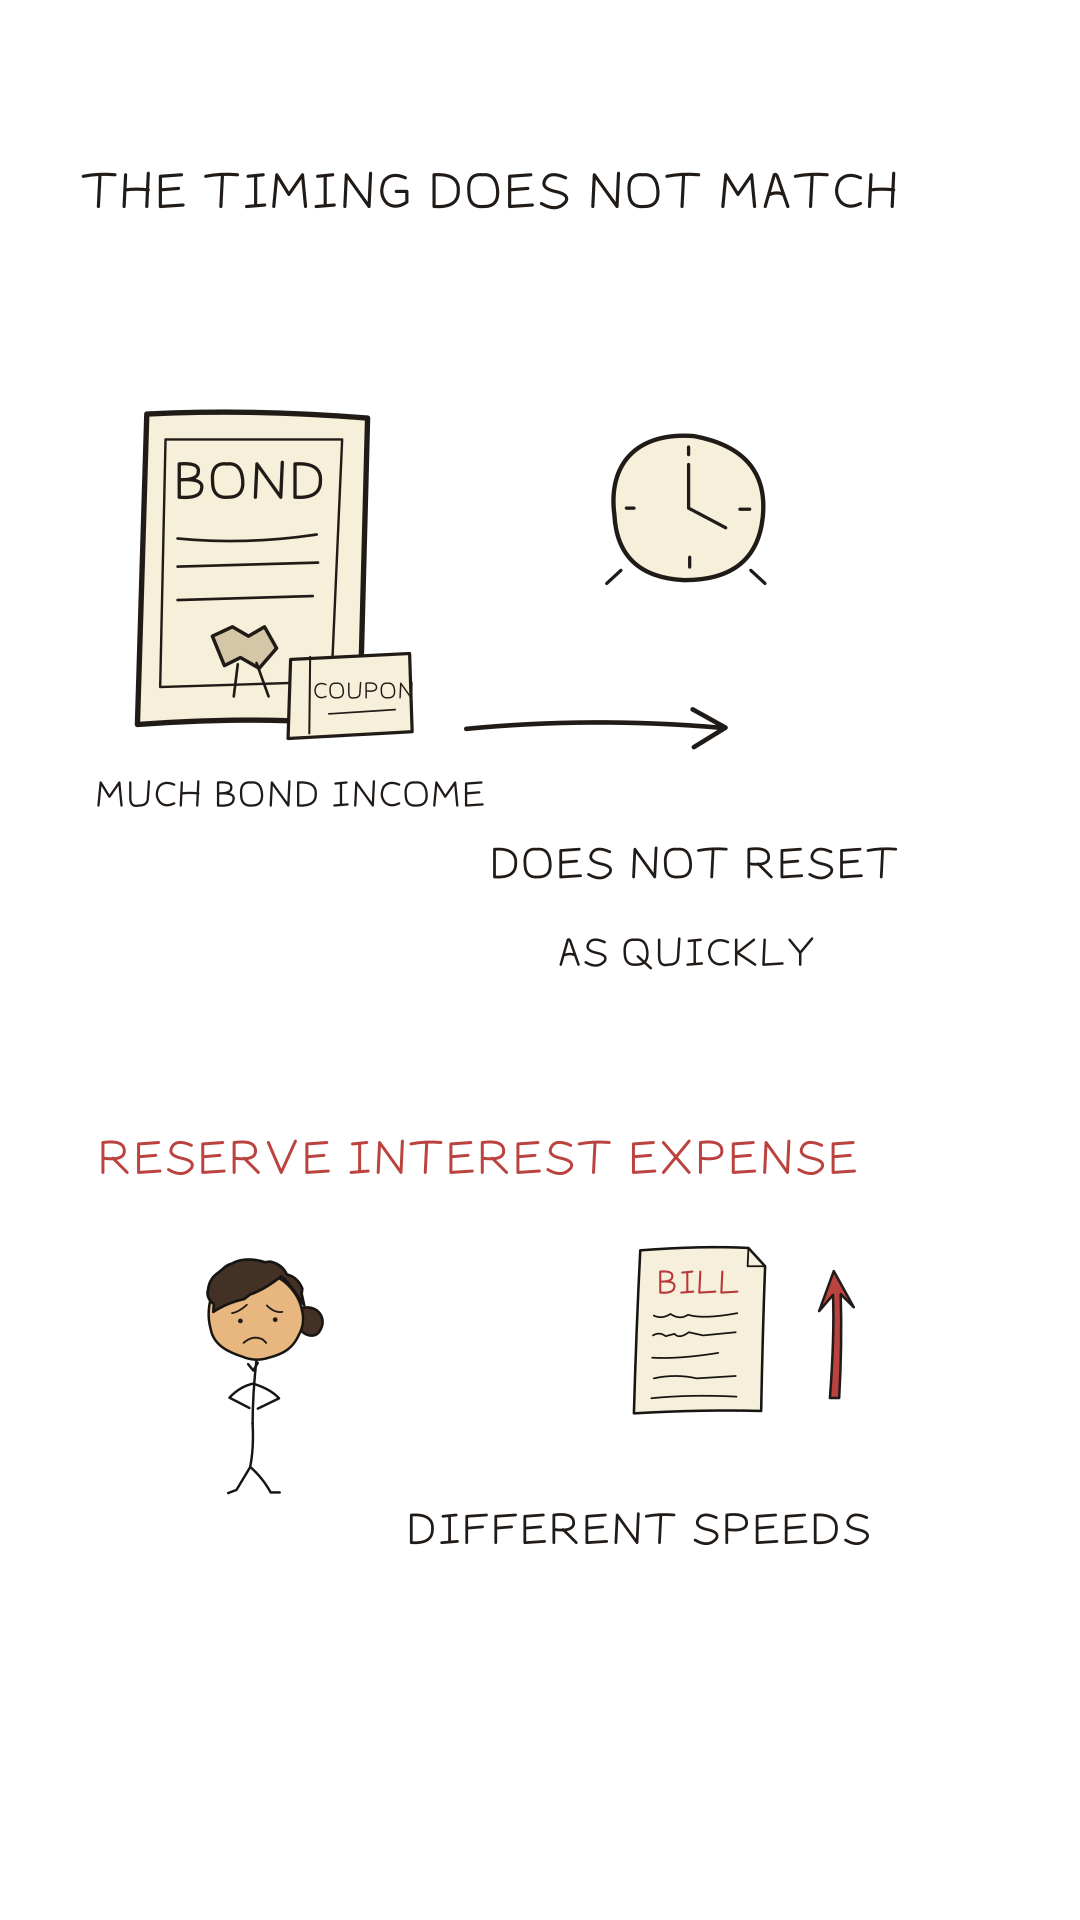 THE TIMING DOES NOT MATCH
BOND
COUPON
MUCH BOND INCOME
DOES NOT RESET
AS QUICKLY
RESERVE INTEREST EXPENSE
BILL
DIFFERENT SPEEDS